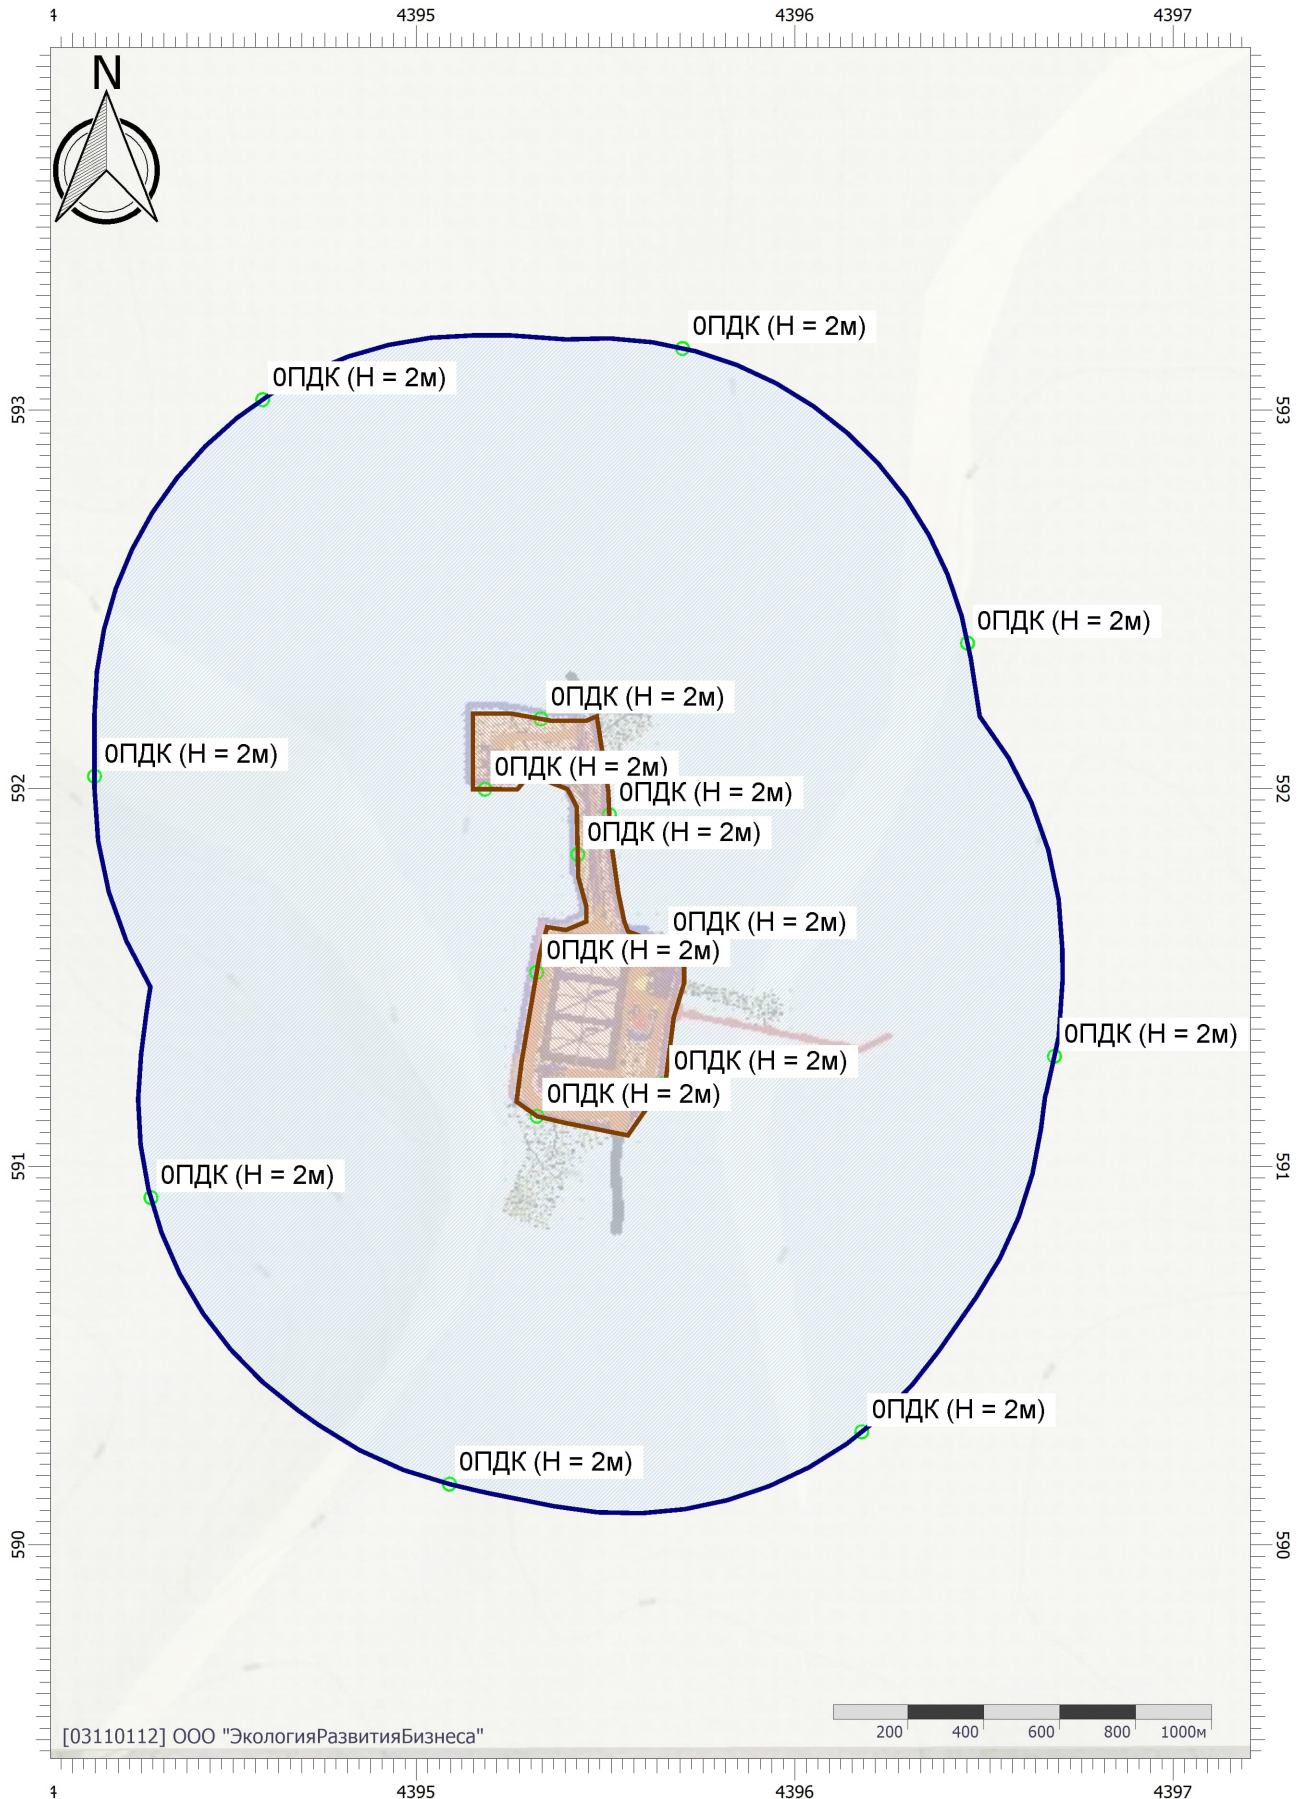 4 4395 4396 4397
N
0ПДК (Н = 2м)
0ПДК (Н = 2м)
593 593
0ПДК (Н = 2м)
0ПДК (Н = 2м)
0ПДК (Н = 2м)
0ПДК (Н = 2м)
592 592
0ПДК (Н = 2м)
0ПДК (Н = 2м)
0ПДК (Н = 2м)
0ПДК (Н = 2м)
0ПДК (Н = 2м)
0ПДК (Н = 2м)
0ПДК (Н = 2м)
591 591
0ПДК (Н = 2м)
0ПДК (Н = 2м)
0ПДК (Н = 2м)
590 590
200 400 600 800 1000м
[03110112] ООО "ЭкологияРазвитияБизнеса"
4 4395 4396 4397